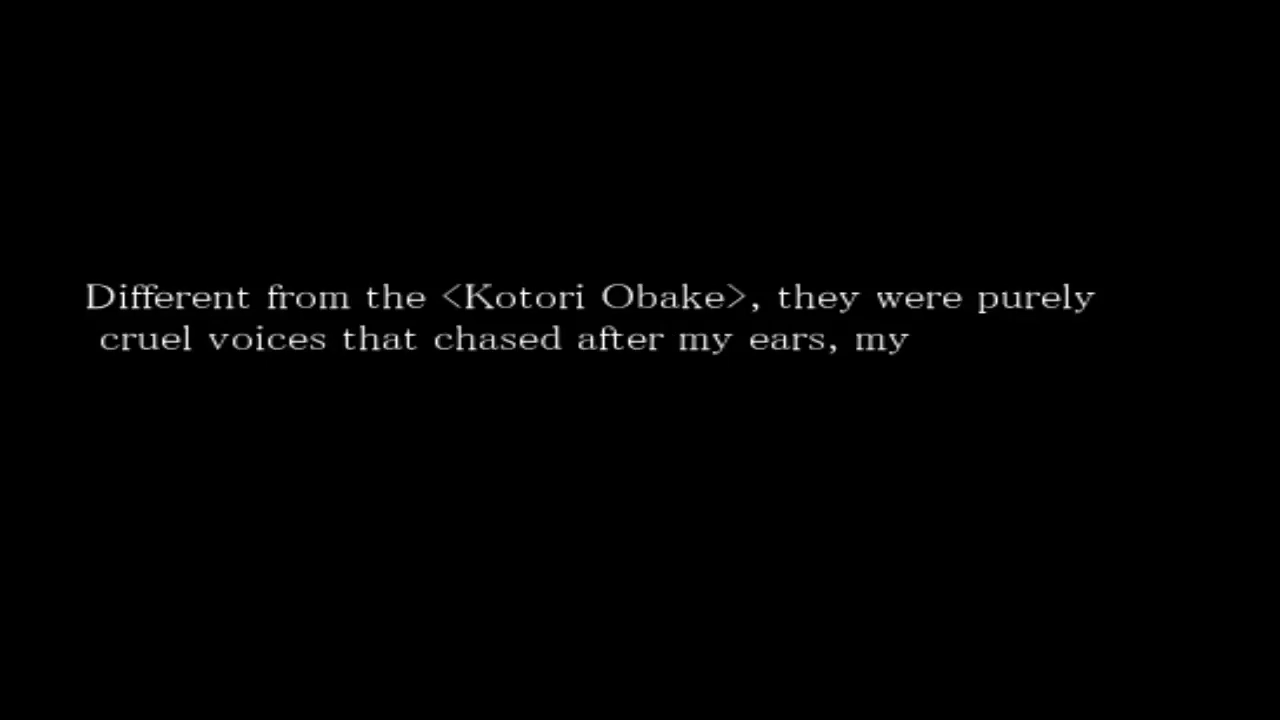 Different from the <Kotori Obake>, they were purely
cruel voices that chased after my ears, my